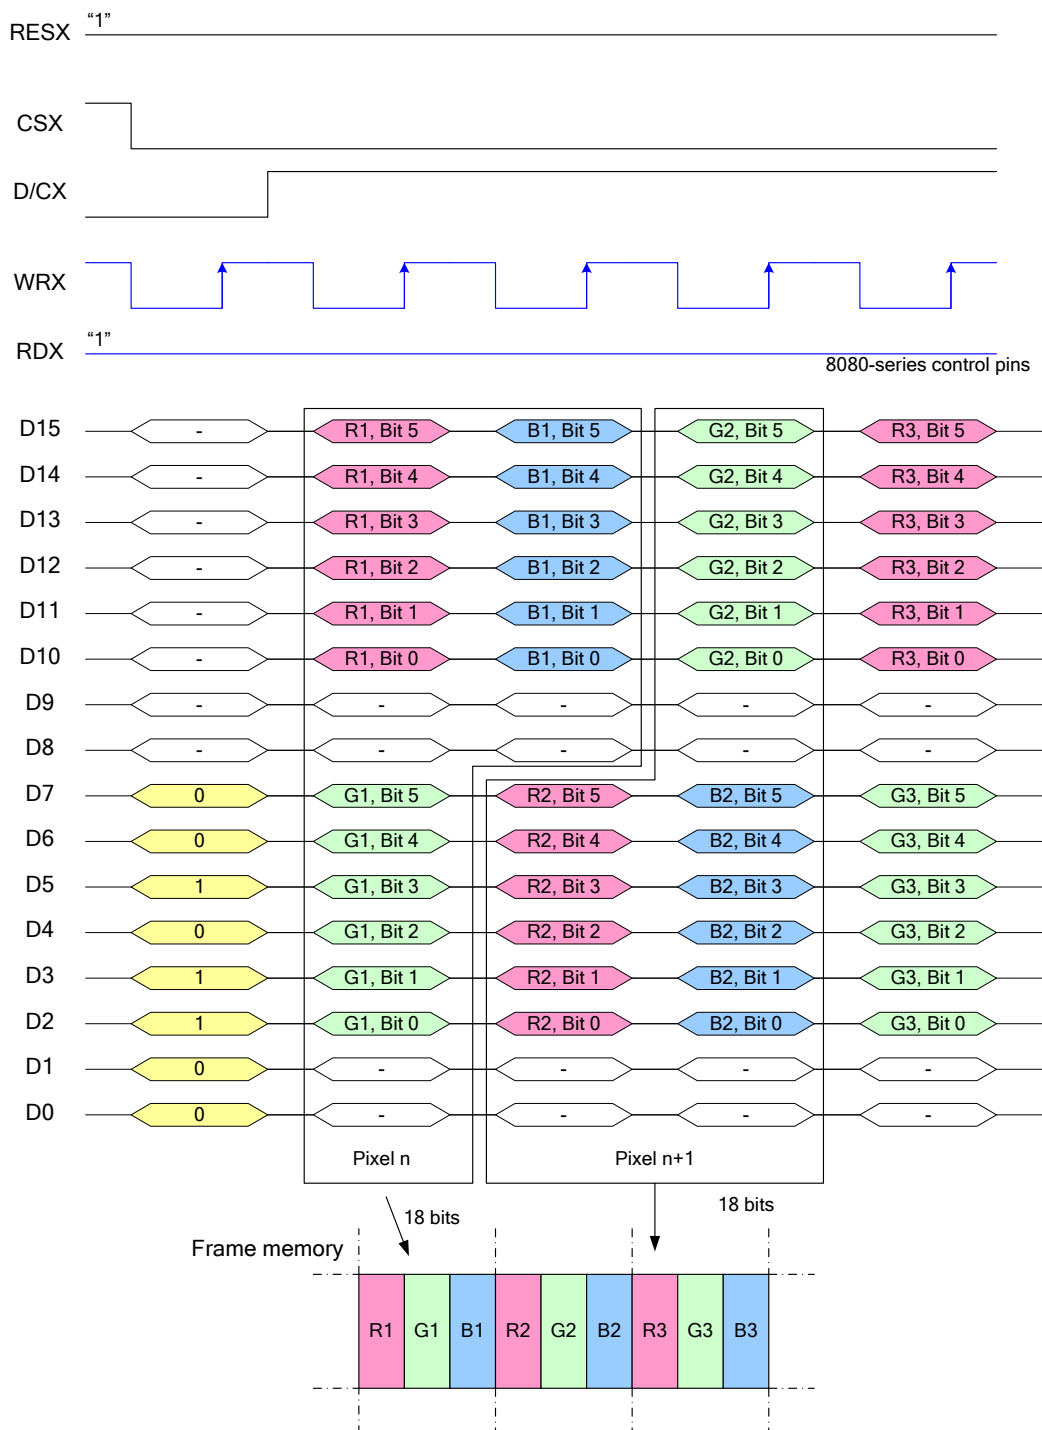 RESX “1”
CSX
D/CX
WRX
RDX “1”
8080-series control pins
D15 - R1, Bit 5 B1, Bit 5 G2, Bit 5 R3, Bit 5
D14 - R1, Bit 4 B1, Bit 4 G2, Bit 4 R3, Bit 4
D13 - R1, Bit 3 B1, Bit 3 G2, Bit 3 R3, Bit 3
D12 - R1, Bit 2 B1, Bit 2 G2, Bit 2 R3, Bit 2
D11 - R1, Bit 1 B1, Bit 1 G2, Bit 1 R3, Bit 1
D10 - R1, Bit 0 B1, Bit 0 G2, Bit 0 R3, Bit 0
D9 - - - - -
D8 - - - - -
D7 0 G1, Bit 5 R2, Bit 5 B2, Bit 5 G3, Bit 5
D6 0 G1, Bit 4 R2, Bit 4 B2, Bit 4 G3, Bit 4
D5 1 G1, Bit 3 R2, Bit 3 B2, Bit 3 G3, Bit 3
D4 0 G1, Bit 2 R2, Bit 2 B2, Bit 2 G3, Bit 2
D3 1 G1, Bit 1 R2, Bit 1 B2, Bit 1 G3, Bit 1
D2 1 G1, Bit 0 R2, Bit 0 B2, Bit 0 G3, Bit 0
D1 0 - - - -
D0 0 - - - -
Pixel n Pixel n+1
18 bits 18 bits
Frame memory
R1 G1 B1 R2 G2 B2 R3 G3 B3